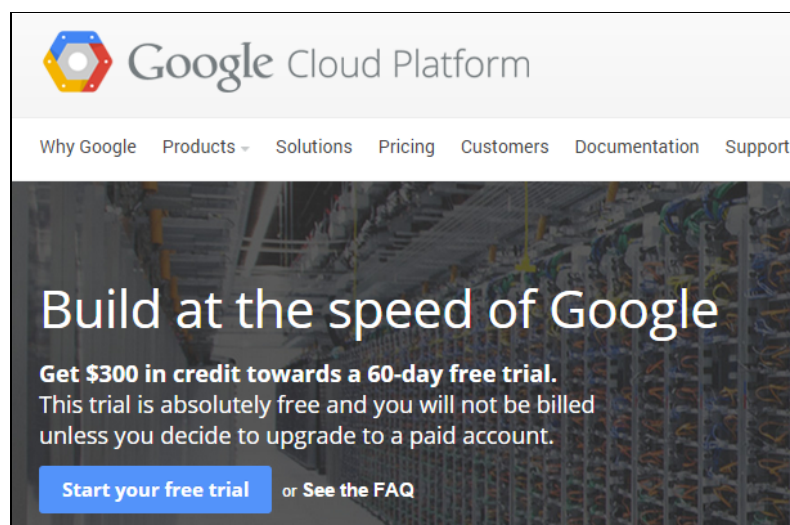 Google Cloud Platform
Why Google Products Solutions Pricing Customers Documentation Support
Build at the speed of Google
Get $300 in credit towards a 60-day free trial.
This trial is absolutely free and you will not be billed
unless you decide to upgrade to a paid account.
Start your free trial or See the FAQ